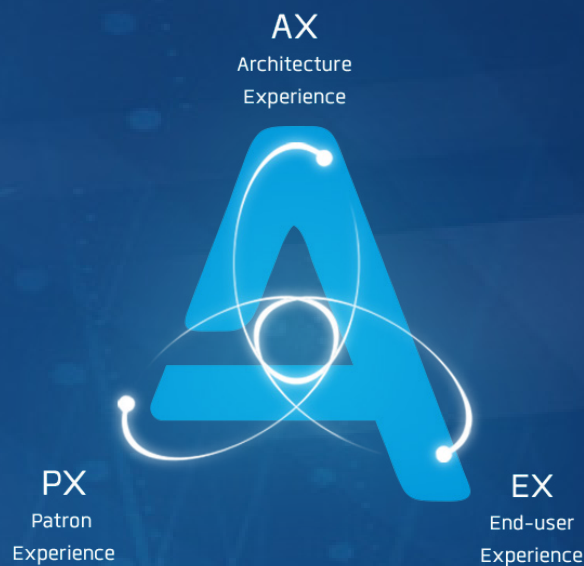 AX
Architecture
Experience
PX
Patron
Experience
EX
End-user
Experience